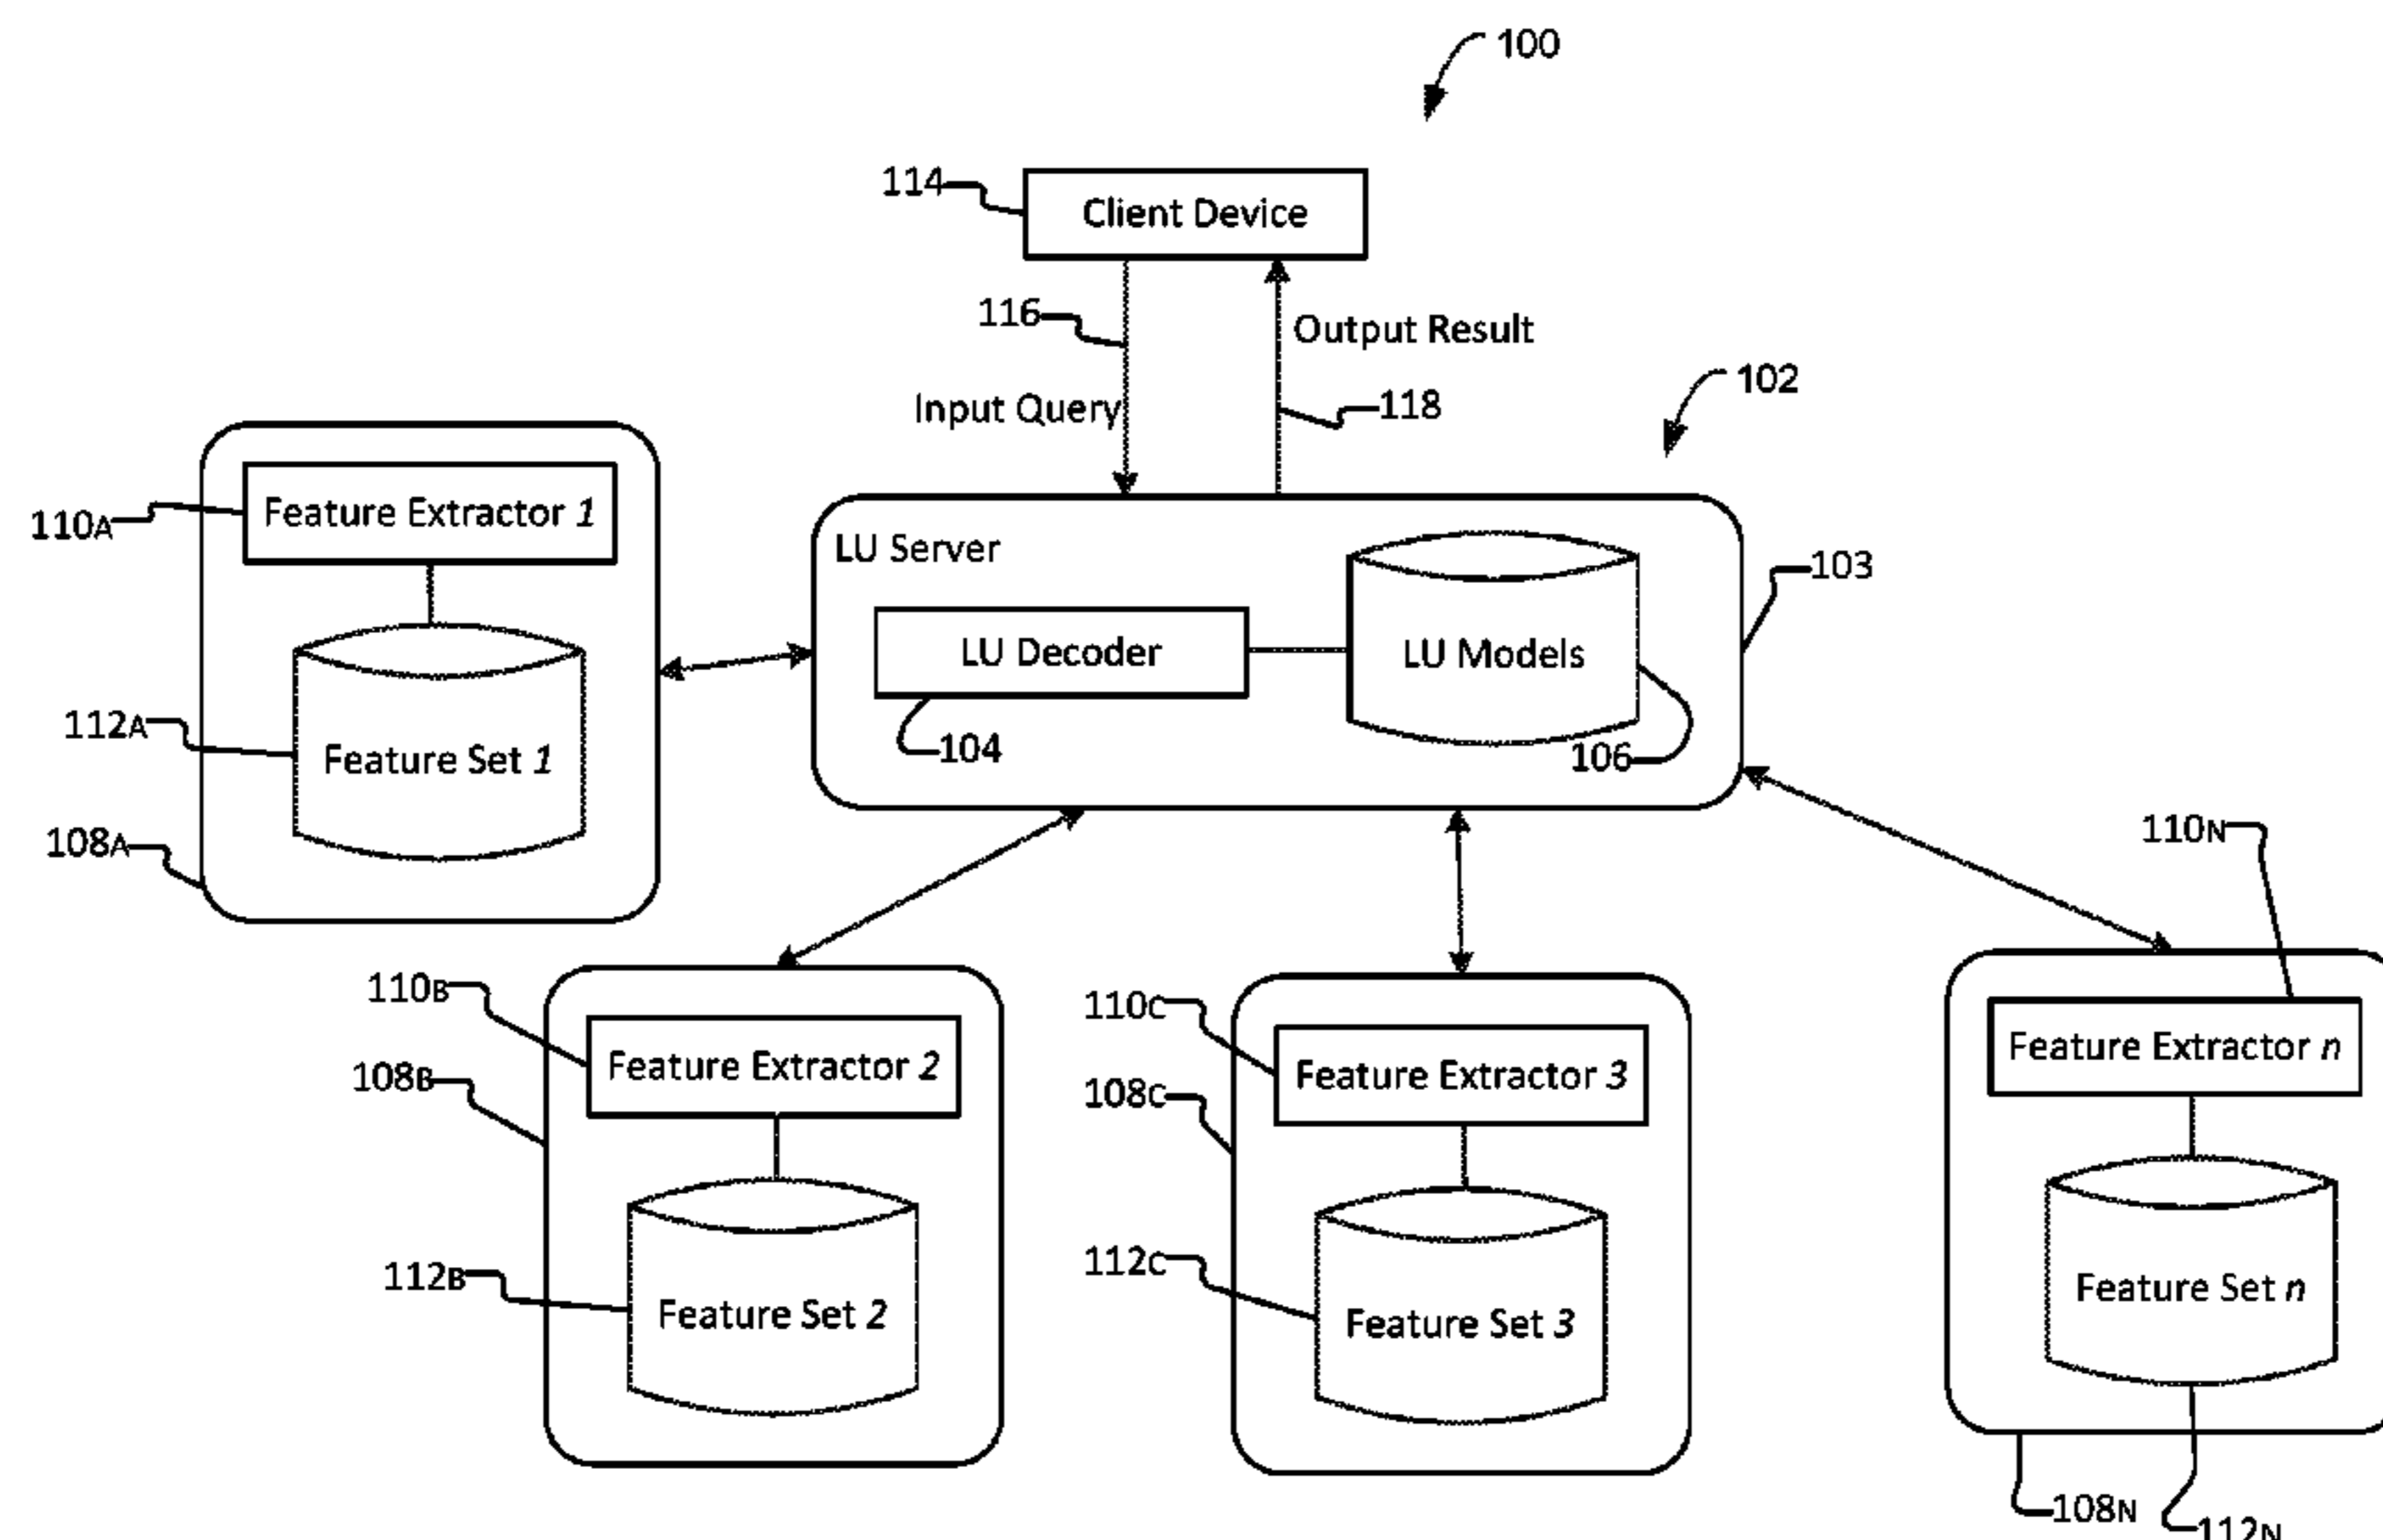 100
114
Client Device
116
Output Result
102
Input Query
118
Feature Extractor 1
110A
LU Server
103
LU Decoder
LU Models
112A
Feature Set 1
104
106
108A
110N
110B
110C
Feature Extractor 2
Feature Extractor 3
Feature Extractor n
108B
108C
112B
112C
Feature Set 2
Feature Set 3
Feature Set n
108N
112N